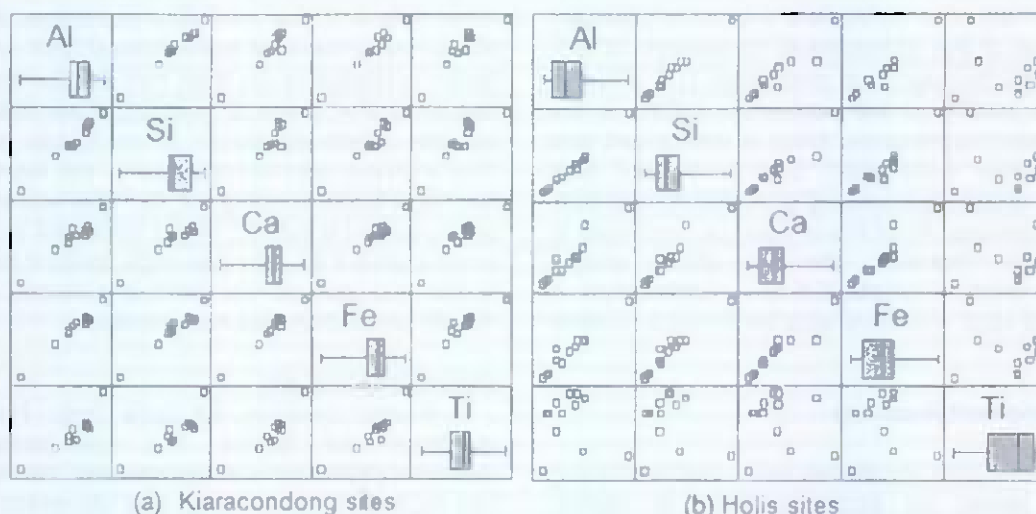 Al
Si
Ca
Fe
Ti
(a) Kiaracondong sites
Al
Si
Ca
Fe
Ti
(b) Holis sites